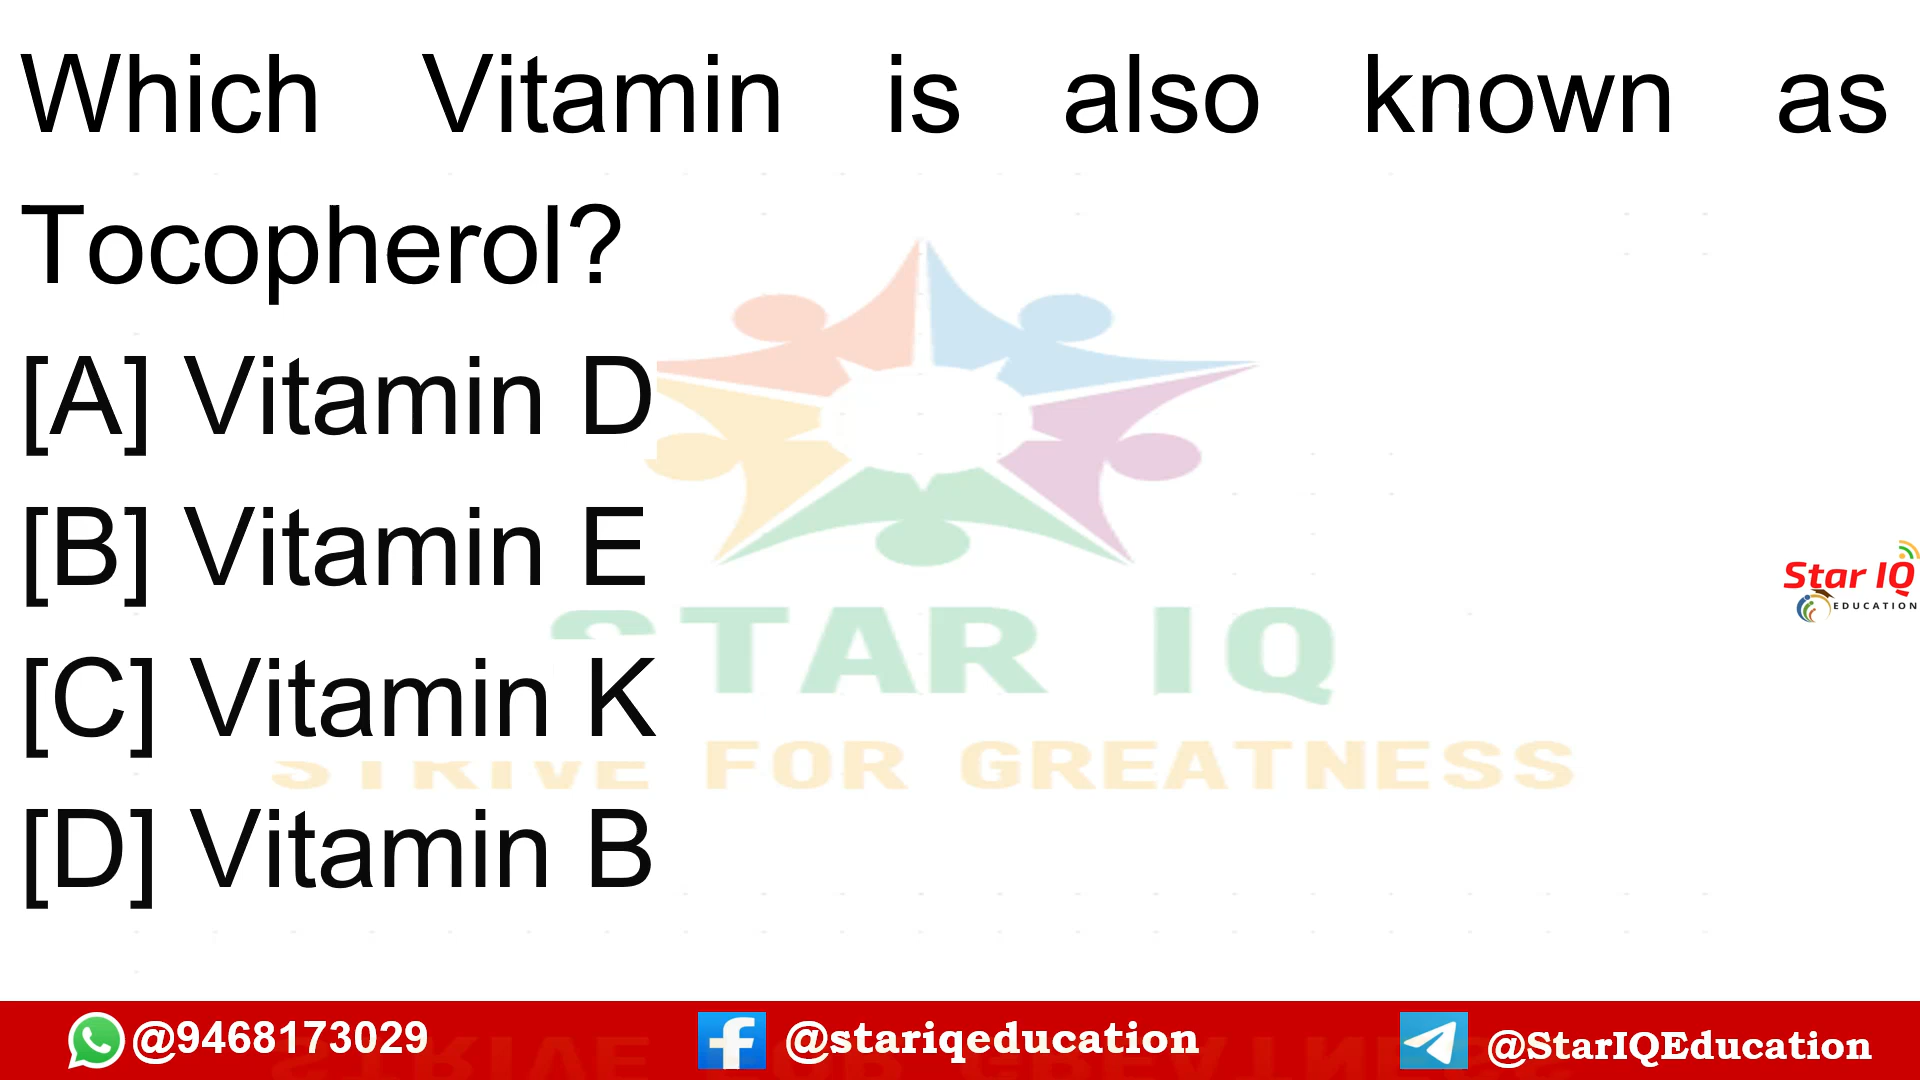 Which Vitamin is also known as
Tocopherol?
[A] Vitamin D
[B] Vitamin E
[C] Vitamin K
[D] Vitamin B
STAR IQ
STRIVE FOR GREATNESS
Star IQ
EDUCATION
@9468173029
@stariqeducation
@StarIQEducation